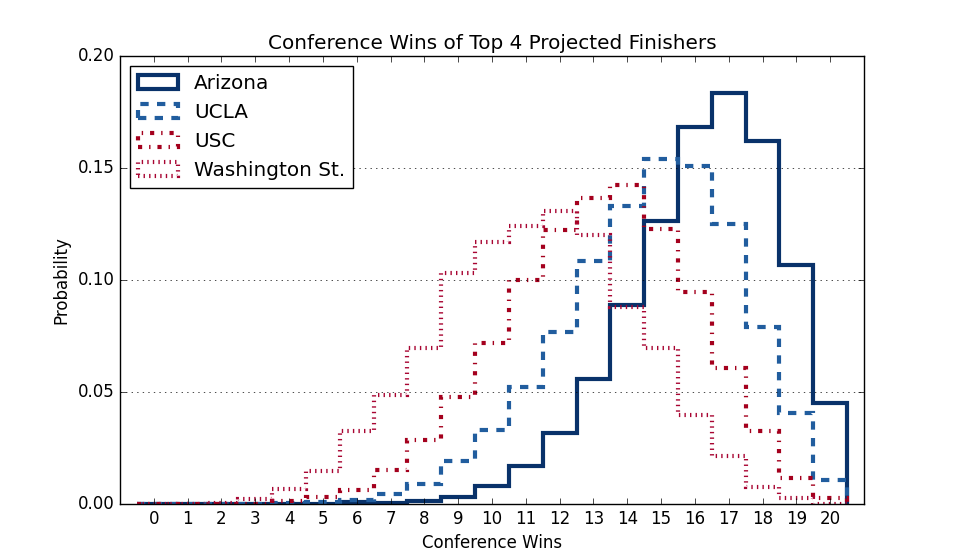 Conference Wins of Top 4 Projected Finishers
0.20
0.15
0.10
0.05
0.00
Probability
Arizona
UCLA
USC
Washington St.
0 1 2 3 4 5 6 7 8 9 10 11 12 13 14 15 16 17 18 19 20
Conference Wins